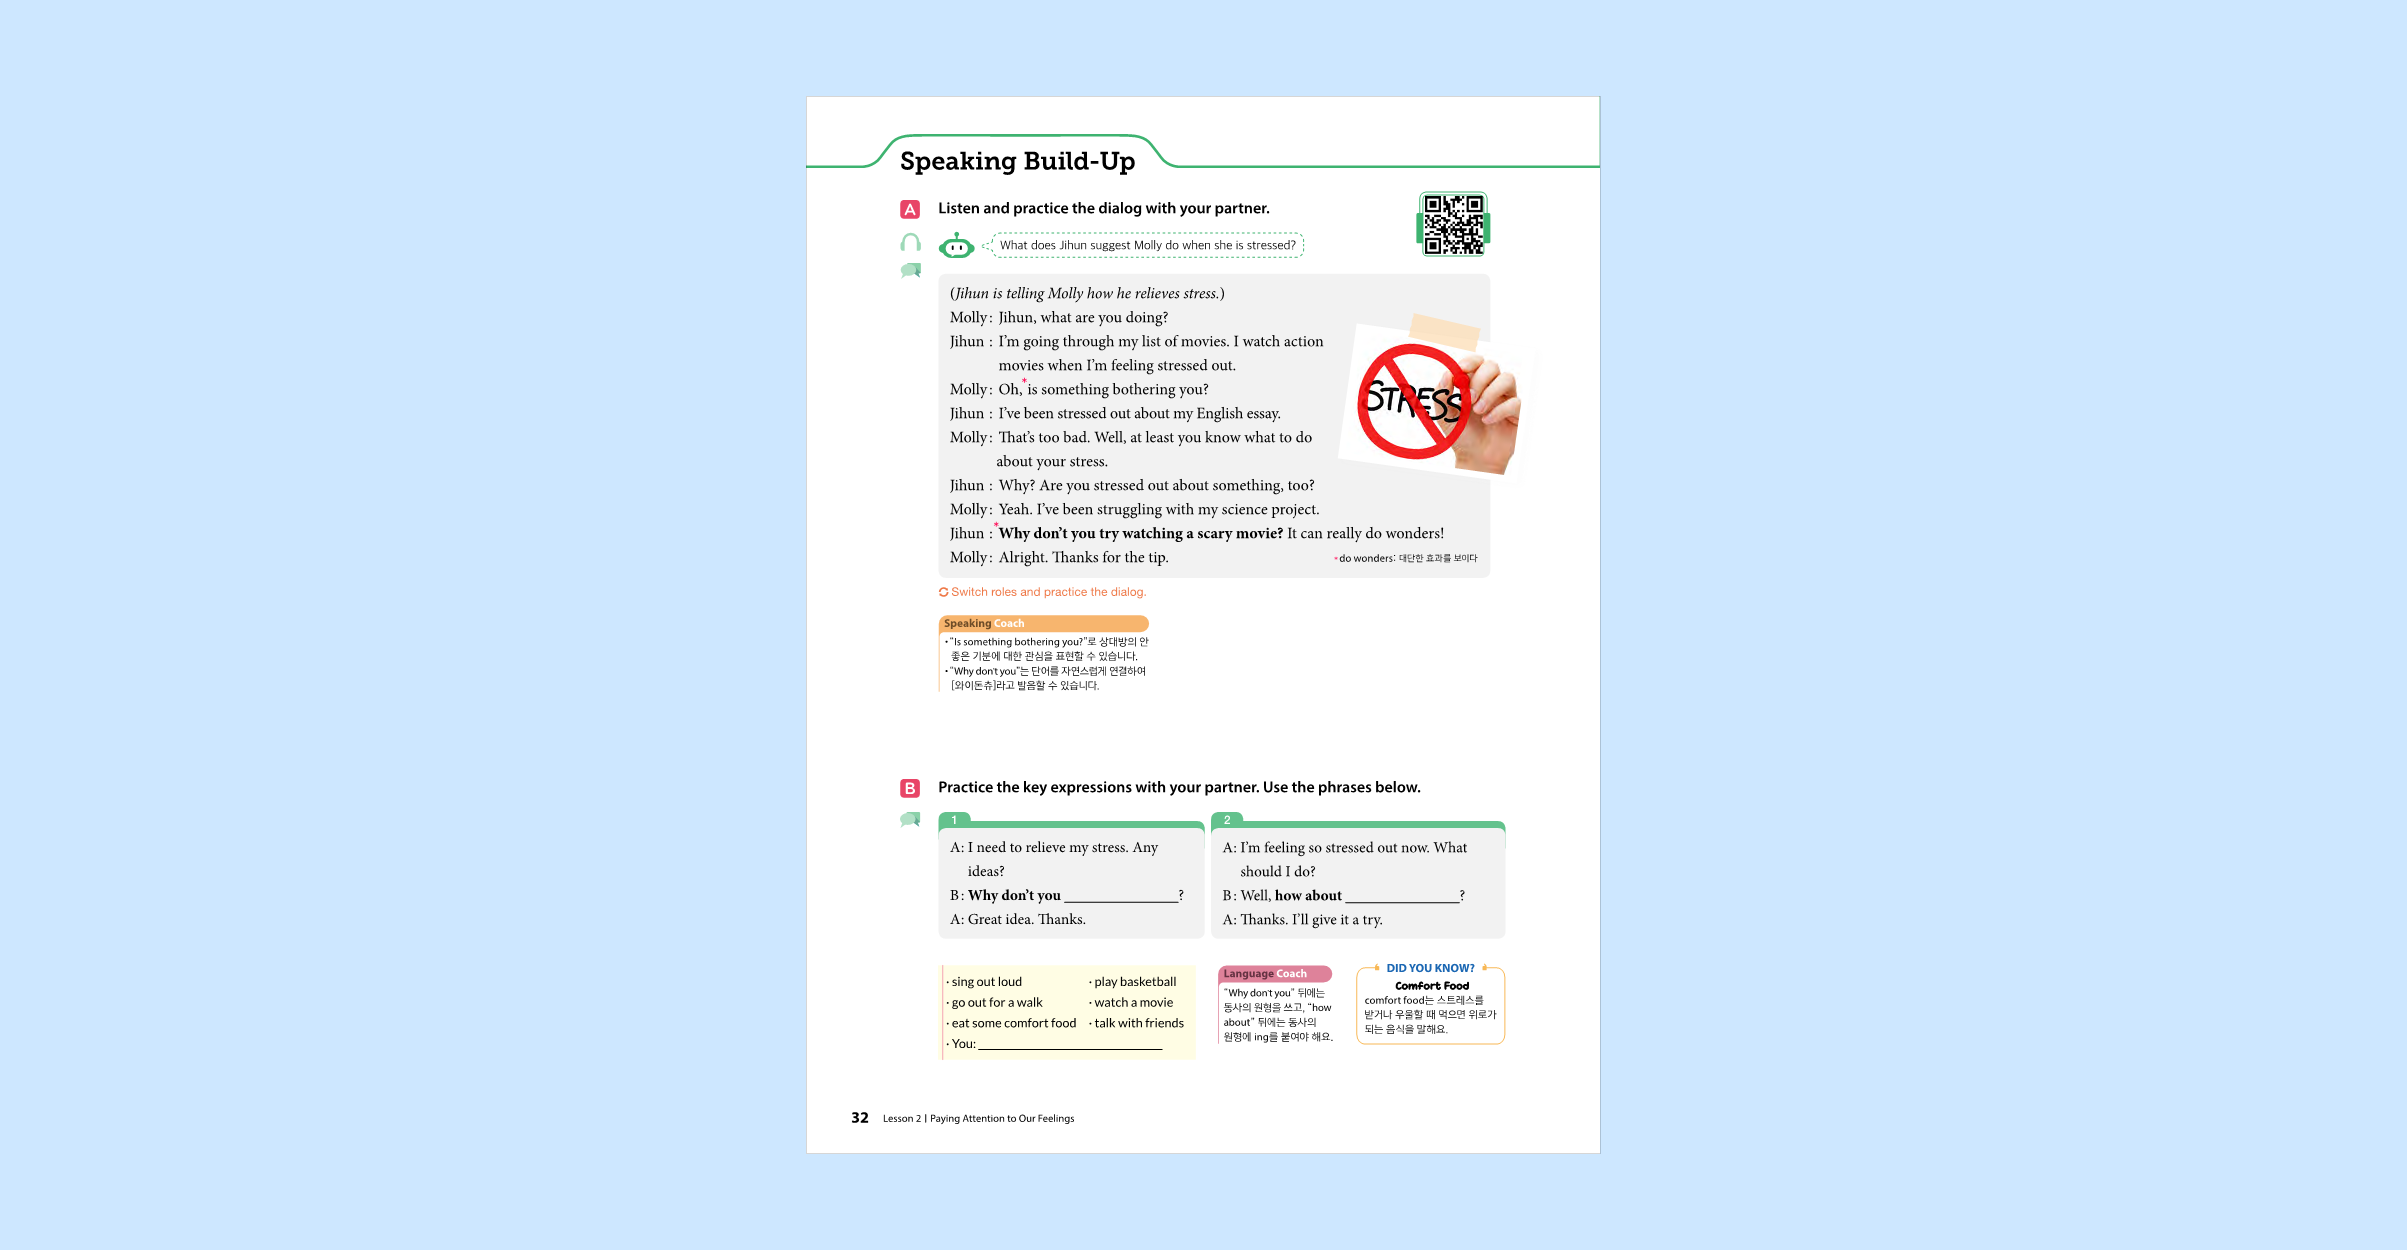 Speaking Build-Up
A Listen and practice the dialog with your partner.
What does Jihun suggest Molly do when she is stressed?
(Jihun is telling Molly how he relieves stress.)
Molly : Jihun, what are you doing?
Jihun : I'm going through my list of movies. I watch action
movies when I'm feeling stressed out.
Molly : Oh, *is something bothering you?
Jihun : I've been stressed out about my English essay.
Molly : That's too bad. Well, at least you know what to do
about your stress.
Jihun : Why? Are you stressed out about something, too?
Molly : Yeah. I've been struggling with my science project.
Jihun : *Why don't you try watching a scary movie? It can really do wonders!
Molly : Alright. Thanks for the tip.
*do wonders: 대단한 효과를 보이다
STRESS
Switch roles and practice the dialog.
Speaking Coach
• "Is something bothering you?"로 상대방의 안
좋은 기분에 대한 관심을 표현할 수 있습니다.
• "Why don't you"는 단어를 자연스럽게 연결하여
[와이돈츄]라고 발음할 수 있습니다.
B Practice the key expressions with your partner. Use the phrases below.
1
A: I need to relieve my stress. Any
ideas?
B: Why don't you ________________?
A: Great idea. Thanks.
2
A: I'm feeling so stressed out now. What
should I do?
B: Well, how about ________________?
A: Thanks. I'll give it a try.
· sing out loud
· play basketball
· go out for a walk
· watch a movie
· eat some comfort food
· talk with friends
· You: __________________________
Language Coach
"Why don't you" 뒤에는
동사의 원형을 쓰고, "how
about" 뒤에는 동사의
원형에 ing를 붙여야 해요.
DID YOU KNOW?
Comfort Food
comfort food는 스트레스를
받거나 우울할 때 먹으면 위로가
되는 음식을 말해요.
32 Lesson 2 | Paying Attention to Our Feelings